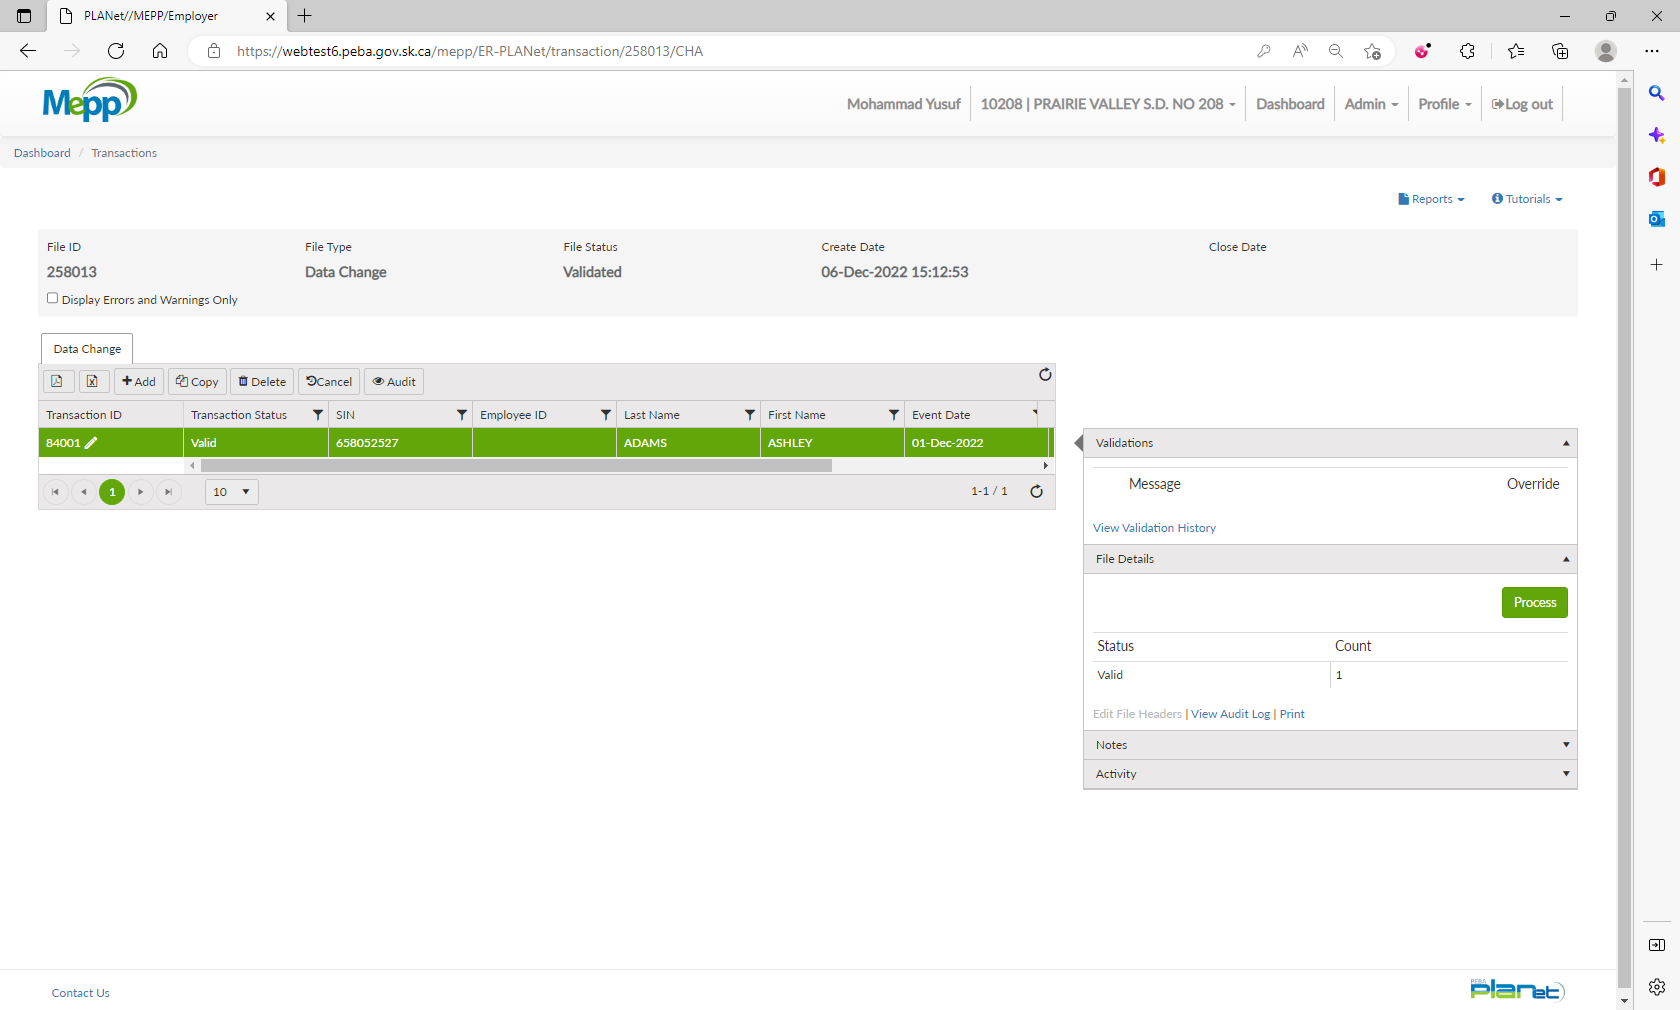 PLANet//MEPP/Employer
https://webtest6.peba.gov.sk.ca/mepp/ER-PLANet/transaction/258013/CHA
Mepp
Mohammad Yusuf
10208 | PRAIRIE VALLEY S.D. NO 208
Dashboard
Admin
Profile
Log out
Dashboard / Transactions
Reports
Tutorials
File ID
File Type
File Status
Create Date
Close Date
258013
Data Change
Validated
06-Dec-2022 15:12:53
Display Errors and Warnings Only
Data Change
Add
Copy
Delete
Cancel
Audit
Transaction ID
Transaction Status
SIN
Employee ID
Last Name
First Name
Event Date
84001
Valid
658052527
ADAMS
ASHLEY
01-Dec-2022
1
10
1-1 / 1
Validations
Message
Override
View Validation History
File Details
Process
Status
Count
Valid
1
Edit File Headers | View Audit Log | Print
Notes
Activity
Contact Us
PEBA
PLANet